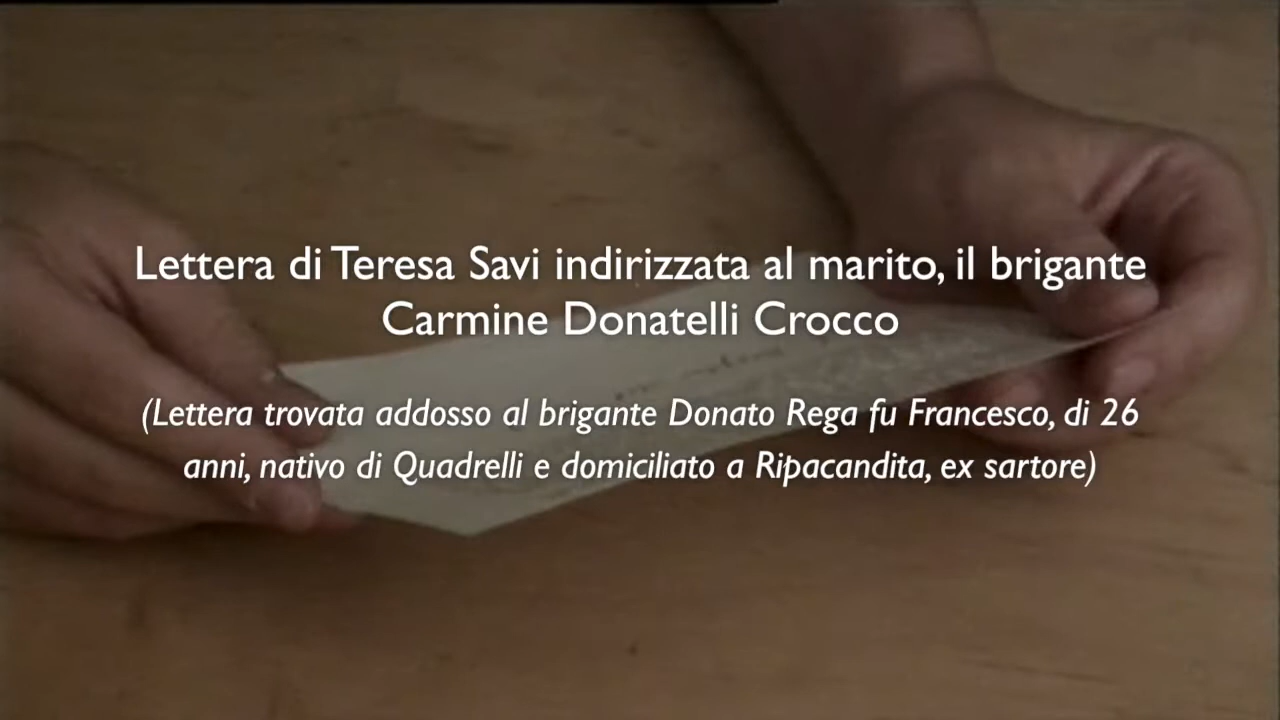 Lettera di Teresa Savi indirizzata al marito, il brigante
Carmine Donatelli Crocco
(Lettera trovata addosso al brigante Donato Rega fu Francesco, di 26
anni, nativo di Quadrelli e domiciliato a Ripacandita, ex sartore)